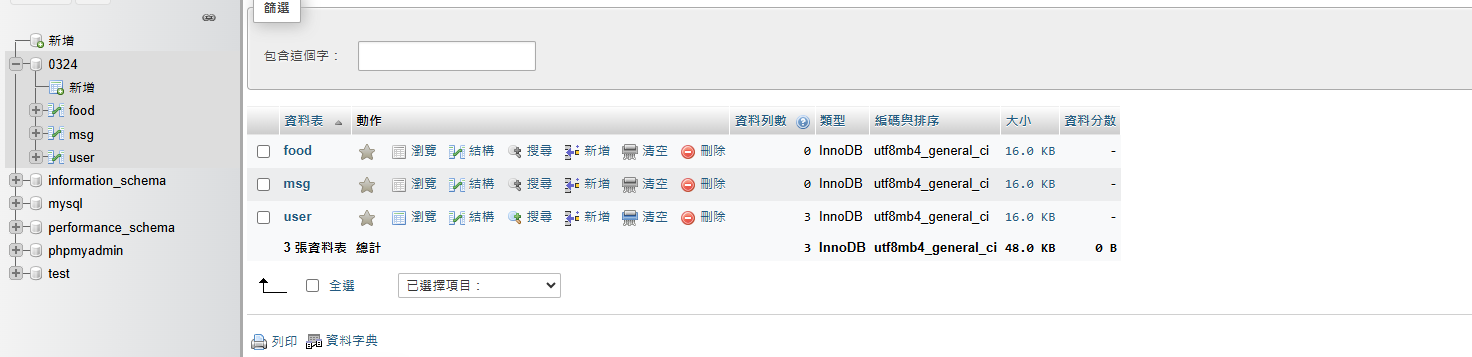 新增
0324
新增
food
msg
user
information_schema
mysql
performance_schema
phpmyadmin
test
篩選
包含這個字：
資料表 動作 資料列數 類型 編碼與排序 大小 資料分散
food 瀏覽 結構 搜尋 新增 清空 刪除 0 InnoDB utf8mb4_general_ci 16.0 KB -
msg 瀏覽 結構 搜尋 新增 清空 刪除 0 InnoDB utf8mb4_general_ci 16.0 KB -
user 瀏覽 結構 搜尋 新增 清空 刪除 3 InnoDB utf8mb4_general_ci 16.0 KB -
3 張資料表 總計 3 InnoDB utf8mb4_general_ci 48.0 KB 0 B
全選 已選擇項目：
列印 資料字典